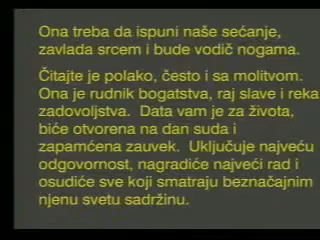 Ona treba da ispuni naše sećanje,
zavlada srcem i bude vodič nogama.
Čitajte je polako, često i sa molitvom.
Ona je rudnik bogatstva, raj slave i reka
zadovoljstva.  Data vam je za života,
biće otvorena na dan suda i
zapamćena zauvek.  Uključuje najveću
odgovornost, nagradiće najveći rad i
osudiće sve koji smatraju beznačajnim
njenu svetu sadržinu.